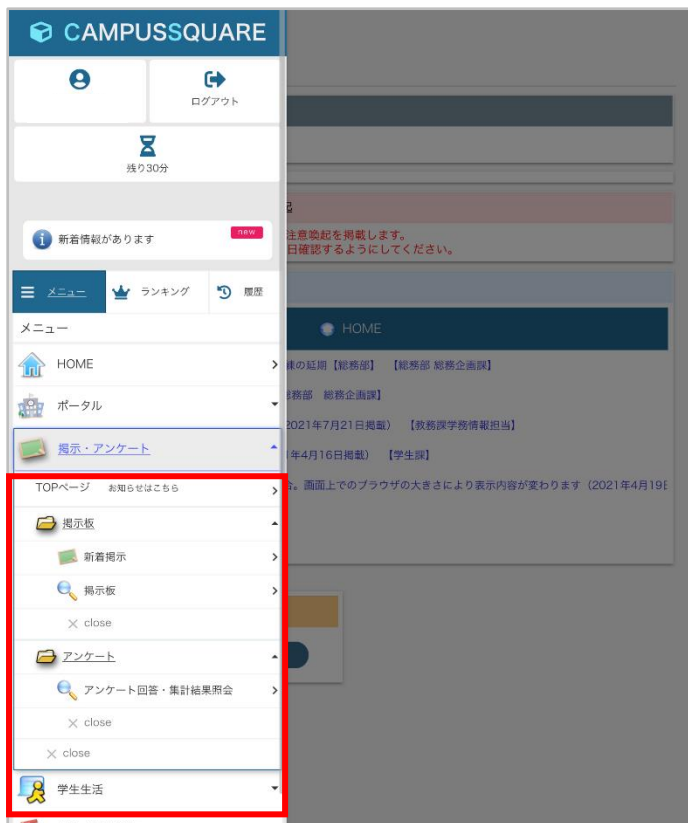 CAMPUSSQUARE
ログアウト
残り30分
新着情報があります
new
メニュー
ランキング
履歴
メニュー
HOME
ポータル
掲示・アンケート
TOPページ お知らせはこちら
掲示板
新着掲示
掲示板
× close
アンケート
アンケート回答・集計結果照会
× close
× close
学生生活
注意喚起を掲載します。
日確認するようにしてください。
HOME
の延期【総務部】 【総務部 総務企画課】
務部 総務企画課】
2021年7月21日掲載） 【教務課学務情報担当】
年4月16日掲載） 【学生課】
。画面上でのブラウザの大きさにより表示内容が変わります（2021年4月19日